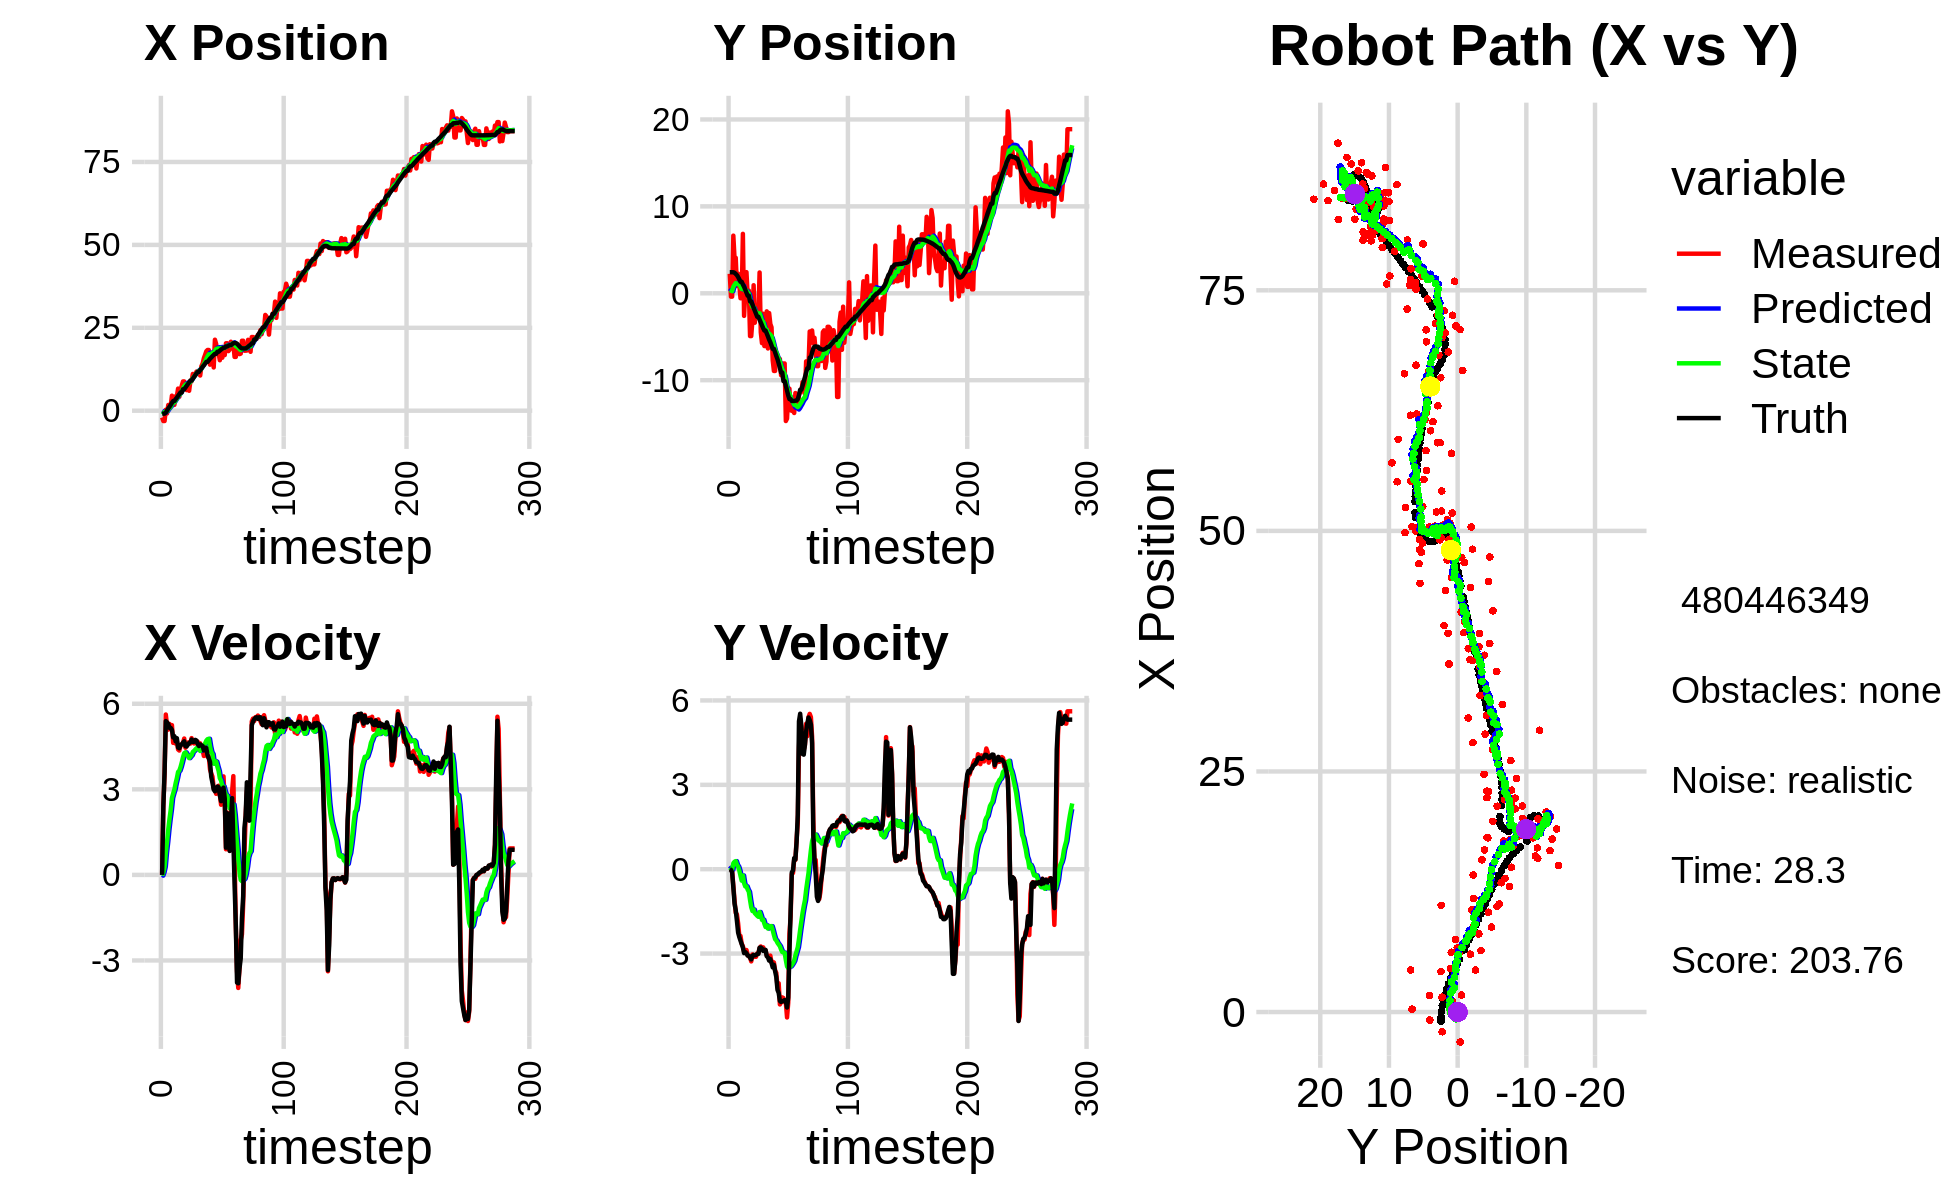 X Position
75
50
25
0
0
100
200
300
timestep
Y Position
20
10
0
-10
0
100
200
300
timestep
X Velocity
6
3
0
-3
0
100
200
300
timestep
Y Velocity
6
3
0
-3
0
100
200
300
timestep
Robot Path (X vs Y)
X Position
75
50
25
0
20 10 0 -10 -20
Y Position
variable
Measured
Predicted
State
Truth
480446349
Obstacles: none
Noise: realistic
Time: 28.3
Score: 203.76